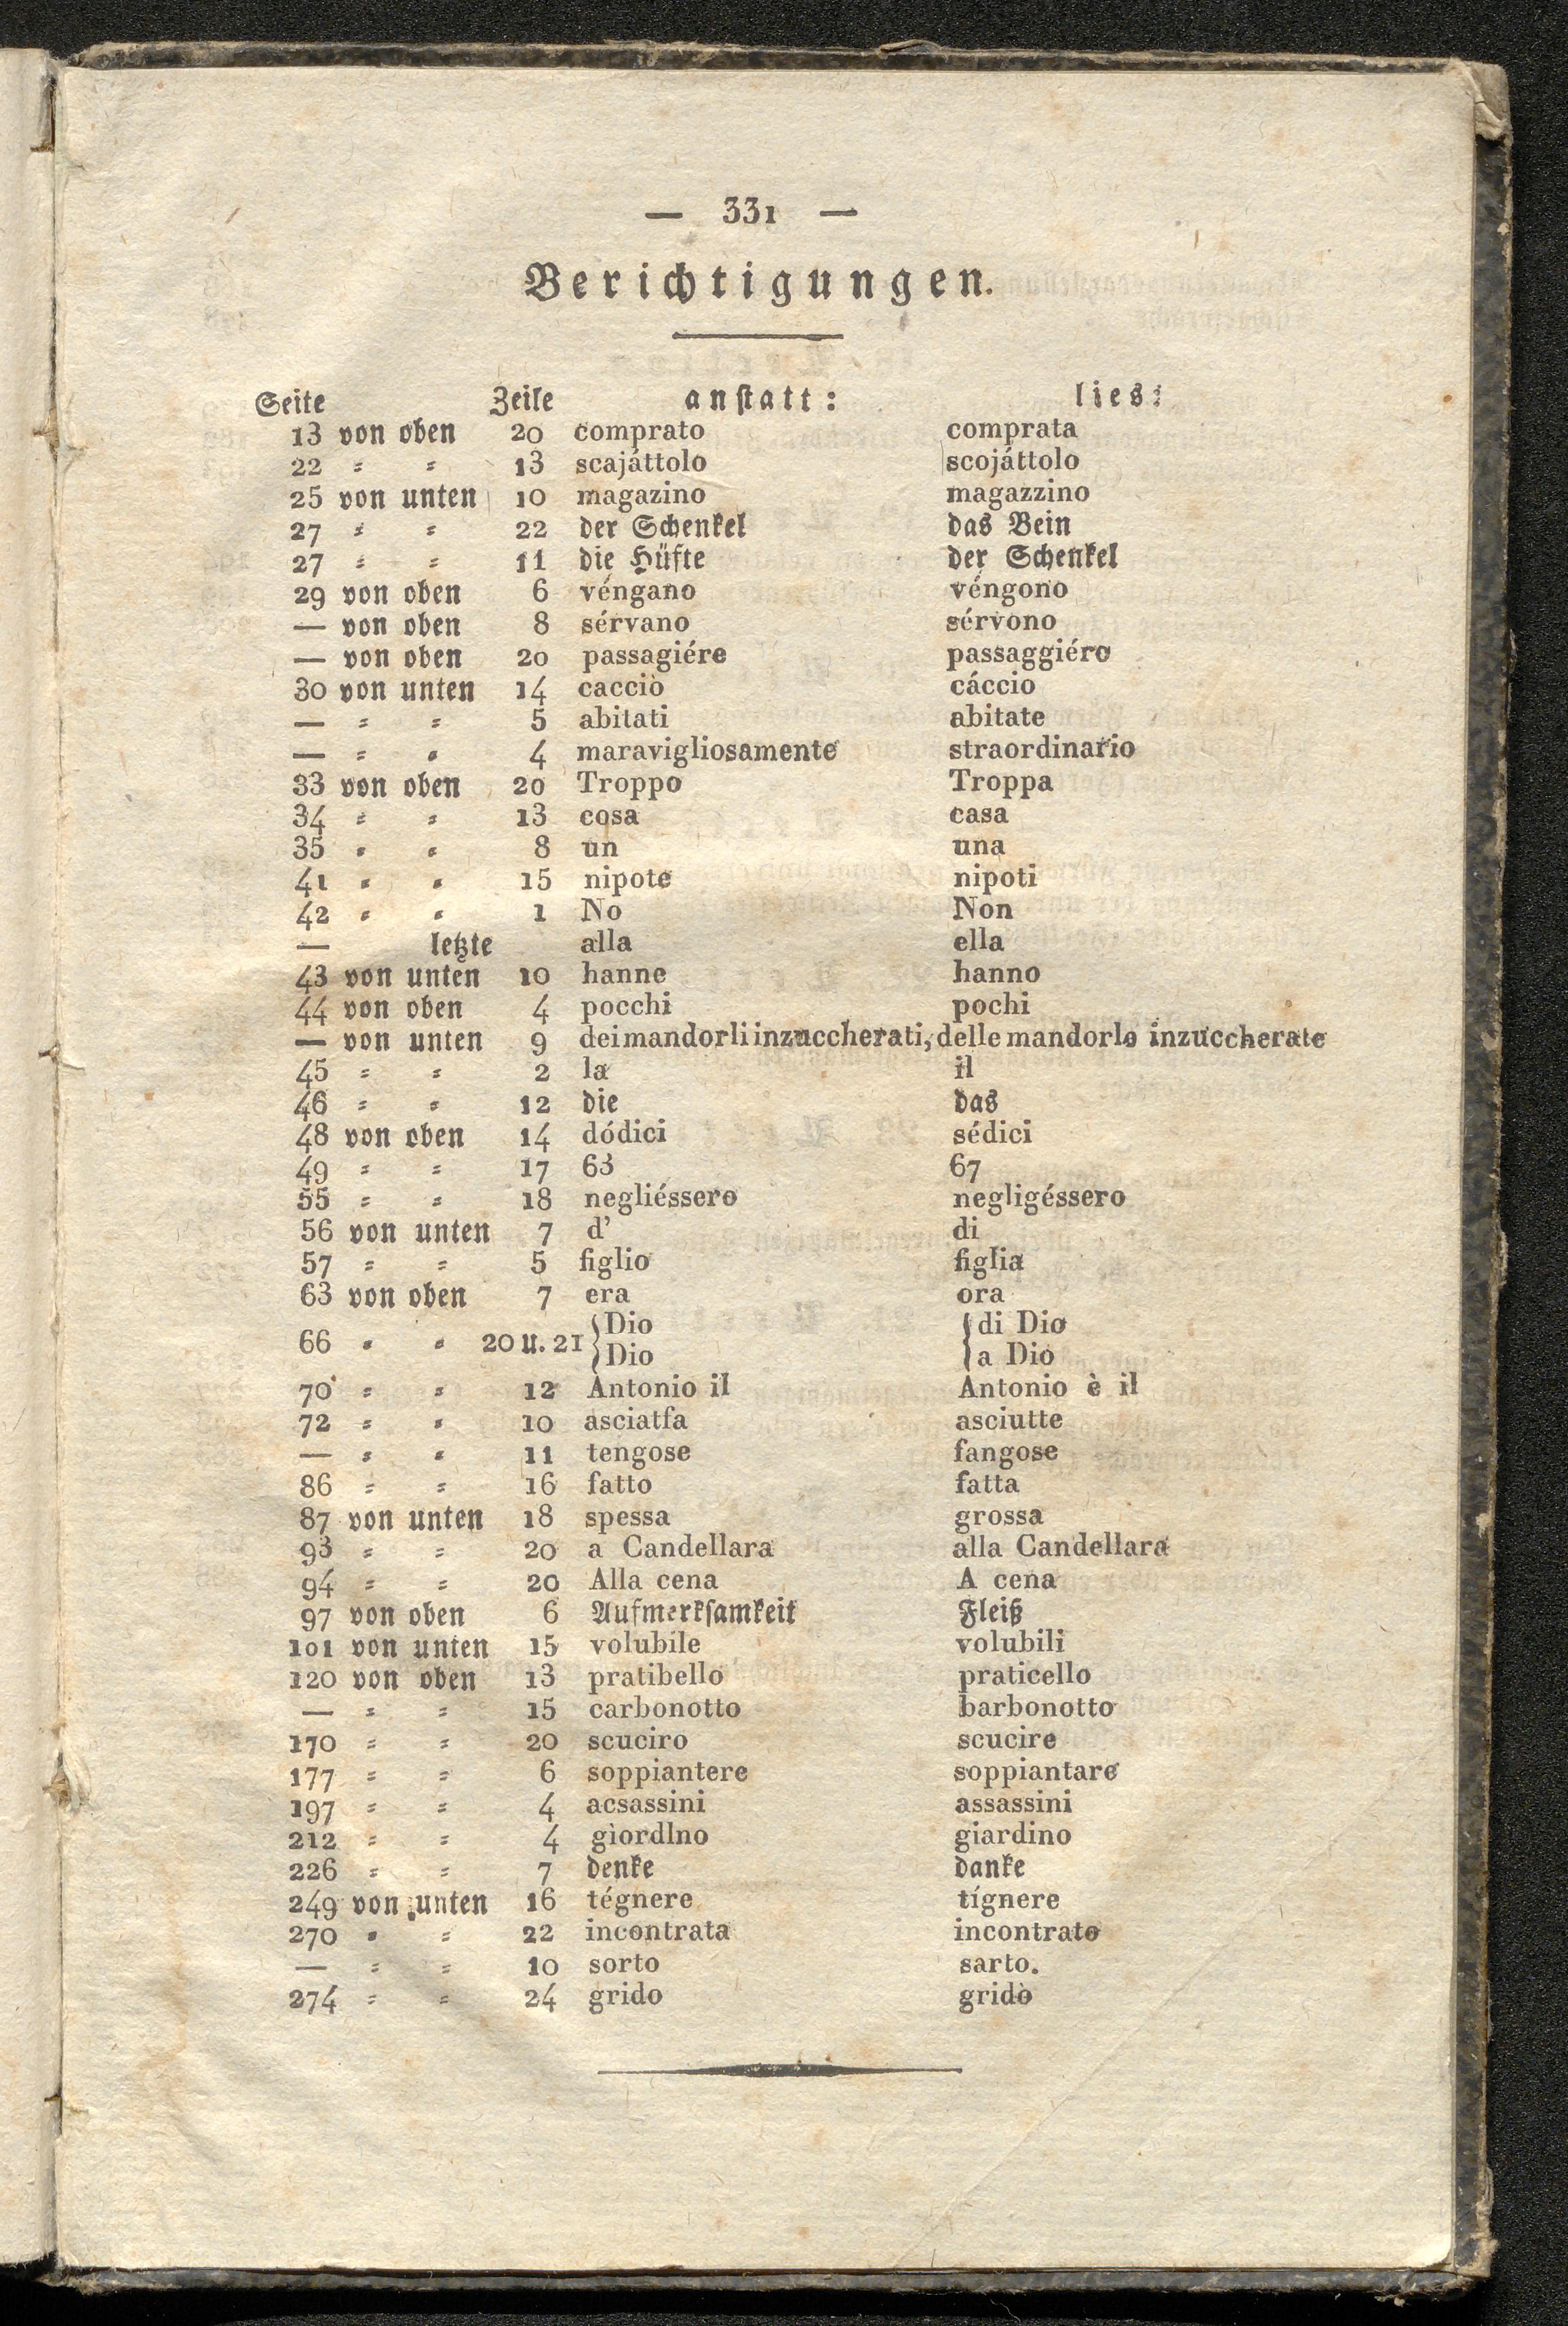 — 331 —
Berichtigungen.
Seite Zeile anstatt: lies:
13 von oben 20 comprato comprata
22 = = 13 scajáttolo scojáttolo
25 von unten 10 magazino magazzino
27 = = 22 der Schenkel das Bein
27 = = 11 die Hüfte der Schenkel
29 von oben 6 véngano véngono
— von oben 8 sérvano sérvono
— von oben 20 passagiére passaggiéro
30 von unten 14 cacciò cáccio
— = = 5 abitati abitate
— = = 4 maravigliosamente straordinario
33 von oben 20 Troppo Troppa
34 = = 13 cosa casa
35 = = 8 un una
41 = = 15 nipote nipoti
42 = = 1 No Non
— letzte alla ella
43 von unten 10 hanne hanno
44 von oben 4 pocchi pochi
— von unten 9 dei mandorli inzuccherati, delle mandorle inzuccherate
45 = = 2 la il
46 = = 12 die das
48 von oben 14 dódici sédici
49 = = 17 63 67
55 = = 18 negliéssero negligéssero
56 von unten 7 d' di
57 = = 5 figlio figlia
63 von oben 7 era ora
66 = = 20 u. 21 {Dio {di Dio
{Dio {a Dio
70 = = 12 Antonio il Antonio è il
72 = = 10 asciatfa asciutte
— = = 11 tengose fangose
86 = = 16 fatto fatta
87 von unten 18 spessa grossa
93 = = 20 a Candellara alla Candellara
94 = = 20 Alla cena A cena
97 von oben 6 Aufmerksamkeit Fleiß
101 von unten 15 volubile volubili
120 von oben 13 pratibello praticello
— = = 15 carbonotto barbonotto
170 = = 20 scuciro scucire
177 = = 6 soppiantere soppiantare
197 = = 4 acsassini assassini
212 = = 4 giordlno giardino
226 = = 7 denke danke
249 von unten 16 tégnere tígnere
270 = = 22 incontrata incontrato
— = = 10 sorto sarto.
274 = = 24 grido gridò